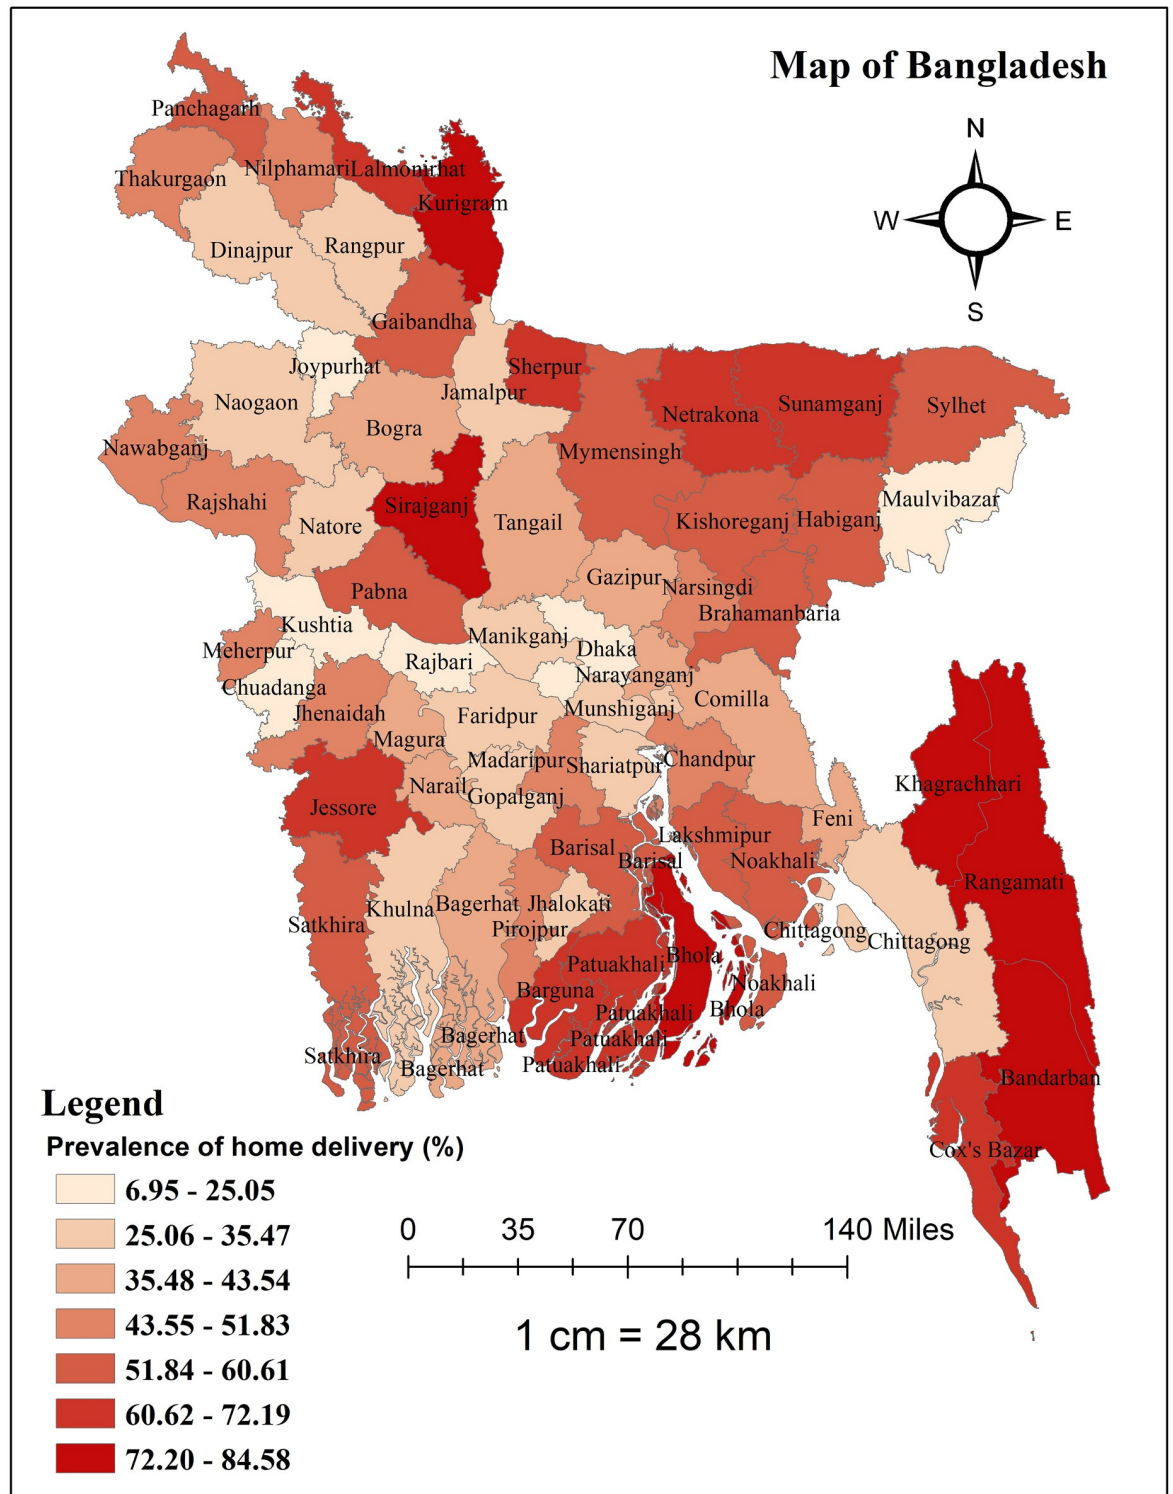 Map of Bangladesh
N
W
E
S
Panchagarh
Thakurgaon
Nilphamari
Lalmonirhat
Kurigram
Dinajpur
Rangpur
Gaibandha
Joypurhat
Sherpur
Jamalpur
Naogaon
Bogra
Netrakona
Sunamganj
Sylhet
Nawabganj
Mymensingh
Rajshahi
Sirajganj
Natore
Tangail
Kishoreganj
Habiganj
Maulvibazar
Pabna
Gazipur
Narsingdi
Brahamanbaria
Kushtia
Manikganj
Meherpur
Rajbari
Dhaka
Narayanganj
Chuadanga
Comilla
Jhenaidah
Faridpur
Munshiganj
Magura
Madaripur
Shariatpur
Chandpur
Khagrachhari
Narail
Gopalganj
Jessore
Feni
Lakshmipur
Barisal
Barisal
Noakhali
Rangamati
Khulna
Bagerhat
Jhalokati
Satkhira
Pirojpur
Chittagong
Chittagong
Patuakhali
Bhola
Barguna
Noakhali
Patuakhali
Bhola
Bagerhat
Patuakhali
Satkhira
Bagerhat
Patuakhali
Bandarban
Cox's Bazar
Legend
Prevalence of home delivery (%)
6.95 - 25.05
25.06 - 35.47
35.48 - 43.54
43.55 - 51.83
51.84 - 60.61
60.62 - 72.19
72.20 - 84.58
0 35 70 140 Miles
1 cm = 28 km